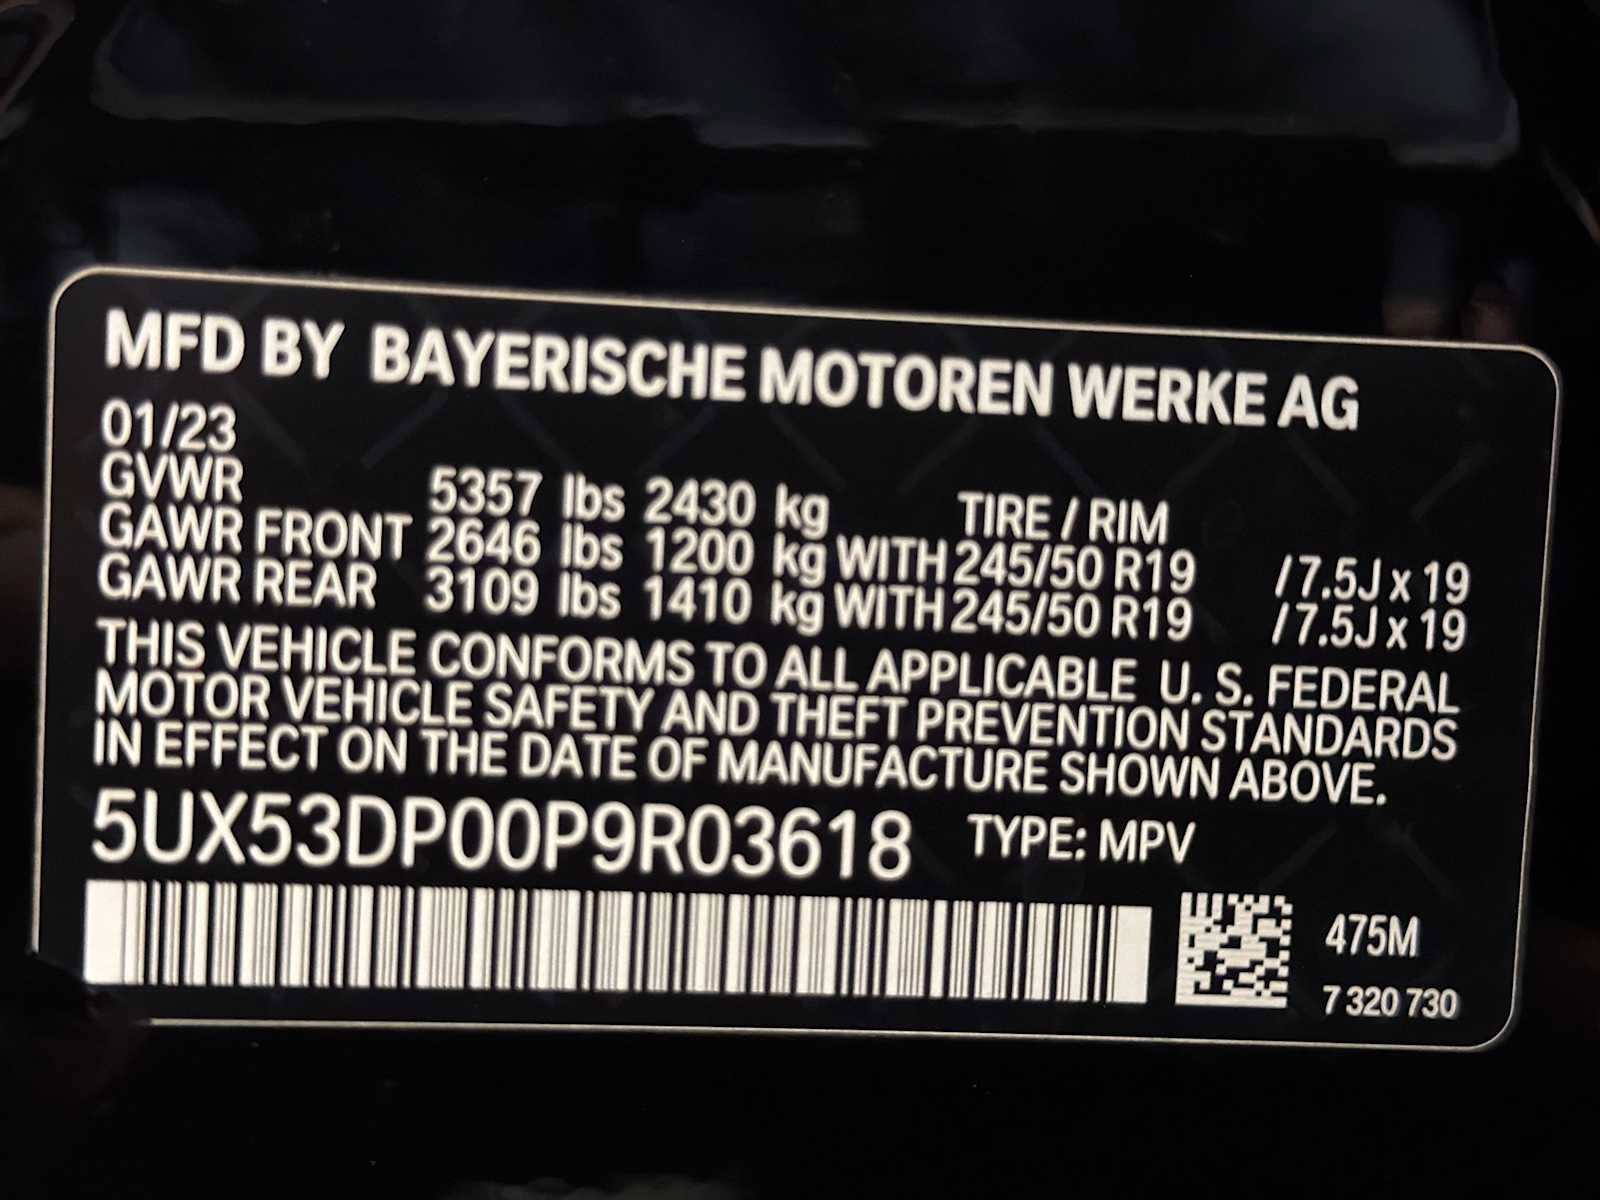 MFD BY BAYERISCHE MOTOREN WERKE AG
01/23
GVWR 5357 lbs 2430 kg TIRE / RIM
GAWR FRONT 2646 lbs 1200 kg WITH 245/50 R19 /7.5J x 19
GAWR REAR 3109 lbs 1410 kg WITH 245/50 R19 /7.5J x 19
THIS VEHICLE CONFORMS TO ALL APPLICABLE U. S. FEDERAL
MOTOR VEHICLE SAFETY AND THEFT PREVENTION STANDARDS
IN EFFECT ON THE DATE OF MANUFACTURE SHOWN ABOVE.
5UX53DP00P9R03618 TYPE: MPV
475M
7 320 730